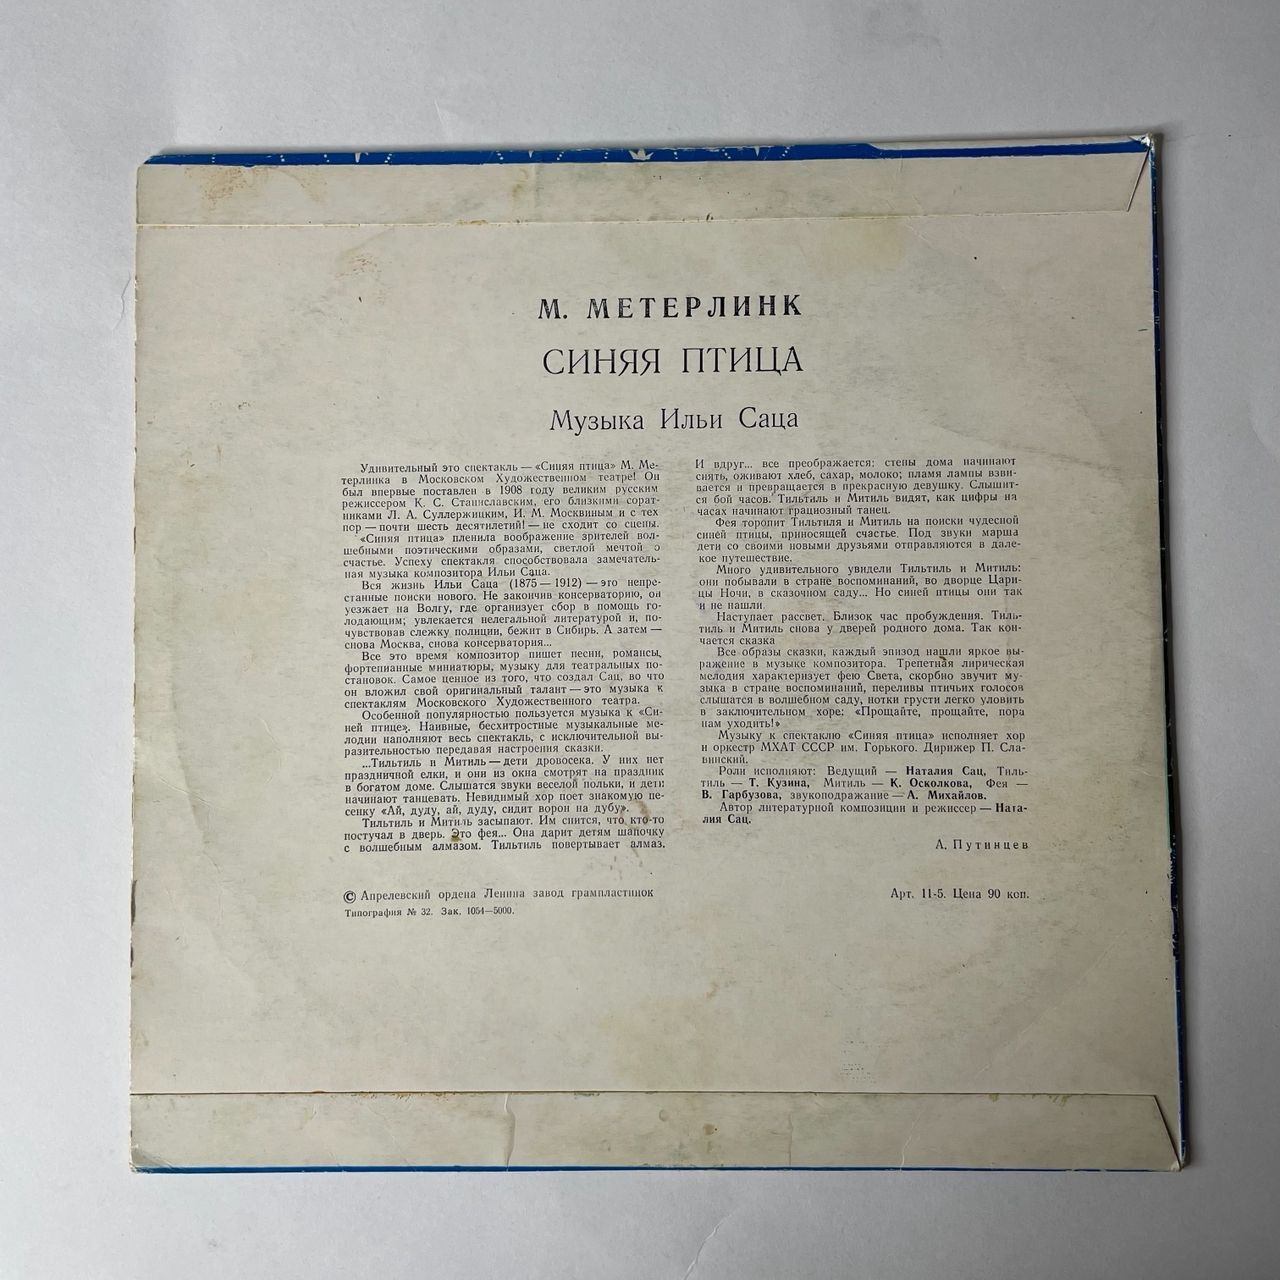 М. МЕТЕРЛИНК
СИНЯЯ ПТИЦА
Музыка Ильи Саца
Удивительный это спектакль — «Синяя птица» М. Ме-
терлинка в Московском Художественном театре! Он
был впервые поставлен в 1908 году великим русским
режиссером К. С. Станиславским, его близкими сорат-
никами Л. А. Суллержицким, И. М. Москвиным и с тех
пор — почти шесть десятилетий! — не сходит со сцены.
«Синяя птица» пленила воображение зрителей вол-
шебными поэтическими образами, светлой мечтой о
счастье. Успеху спектакля способствовала замечатель-
ная музыка композитора Ильи Саца.
Вся жизнь Ильи Саца (1875 — 1912) — это непре-
станные поиски нового. Не закончив консерваторию, он
уезжает на Волгу, где организует сбор в помощь го-
лодающим; увлекается нелегальной литературой и, по-
чувствовав слежку полиции, бежит в Сибирь. А затем —
снова Москва, снова консерватория...
Все это время композитор пишет песни, романсы,
фортепианные миниатюры, музыку для театральных по-
становок. Самое ценное из того, что создал Сац, во что
он вложил свой оригинальный талант — это музыка к
спектаклям Московского Художественного театра.
Особенной популярностью пользуется музыка к «Си-
ней птице». Наивные, бесхитростные музыкальные ме-
лодии наполняют весь спектакль, с исключительной вы-
разительностью передавая настроения сказки.
...Тильтиль и Митиль — дети дровосека. У них нет
праздничной елки, и они из окна смотрят на праздник
в богатом доме. Слышатся звуки веселой польки, и дети
начинают танцевать. Невидимый хор поет знакомую пе-
сенку «Ай, дуду, ай, дуду, сидит ворон на дубу».
Тильтиль и Митиль засыпают. Им снится, что кто-то
постучал в дверь. Это фея... Она дарит детям шапочку
с волшебным алмазом. Тильтиль повертывает алмаз.
И вдруг... все преображается: стены дома начинают
сиять, оживают хлеб, сахар, молоко; пламя лампы взви-
вается и превращается в прекрасную девушку. Слышит-
ся бой часов. Тильтиль и Митиль видят, как цифры на
часах начинают грациозный танец.
Фея торопит Тильтиля и Митиль на поиски чудесной
синей птицы, приносящей счастье. Под звуки марша
дети со своими новыми друзьями отправляются в дале-
кое путешествие.
Много удивительного увидели Тильтиль и Митиль:
они побывали в стране воспоминаний, во дворце Цари-
цы Ночи, в сказочном саду... Но синей птицы они так
и не нашли.
Наступает рассвет. Близок час пробуждения. Тиль-
тиль и Митиль снова у дверей родного дома. Так кон-
чается сказка
Все образы сказки, каждый эпизод нашли яркое вы-
ражение в музыке композитора. Трепетная лирическая
мелодия характеризует фею Света, скорбно звучит му-
зыка в стране воспоминаний, переливы птичьих голосов
слышатся в волшебном саду, нотки грусти легко уловить
в заключительном хоре: «Прощайте, прощайте, пора
нам уходить!»
Музыку к спектаклю «Синяя птица» исполняет хор
и оркестр МХАТ СССР им. Горького. Дирижер П. Сла-
винский.
Роли исполняют: Ведущий — Наталия Сац, Тиль-
тиль — Т. Кузина, Митиль — К. Осколкова, Фея —
В. Гарбузова, звукоподражание — А. Михайлов.
Автор литературной композиции и режиссер — Ната-
лия Сац.
А. Путинцев
© Апрелевский ордена Ленина завод грампластинок
Типография № 32. Зак. 1054—5000.
Арт. 11-5. Цена 90 коп.